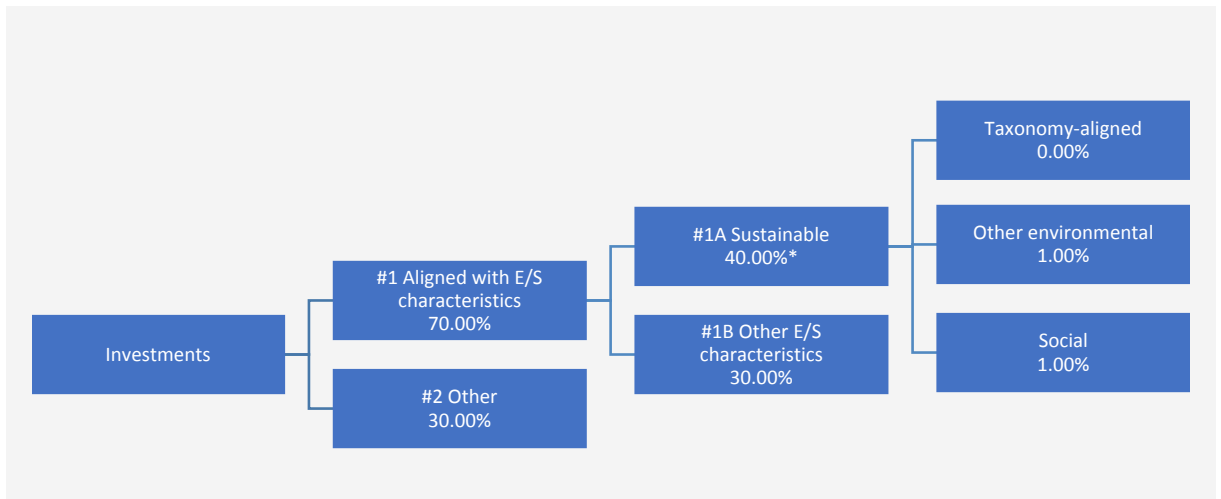 Investments
#1 Aligned with E/S
characteristics
70.00%
#2 Other
30.00%
#1A Sustainable
40.00%*
#1B Other E/S
characteristics
30.00%
Taxonomy-aligned
0.00%
Other environmental
1.00%
Social
1.00%